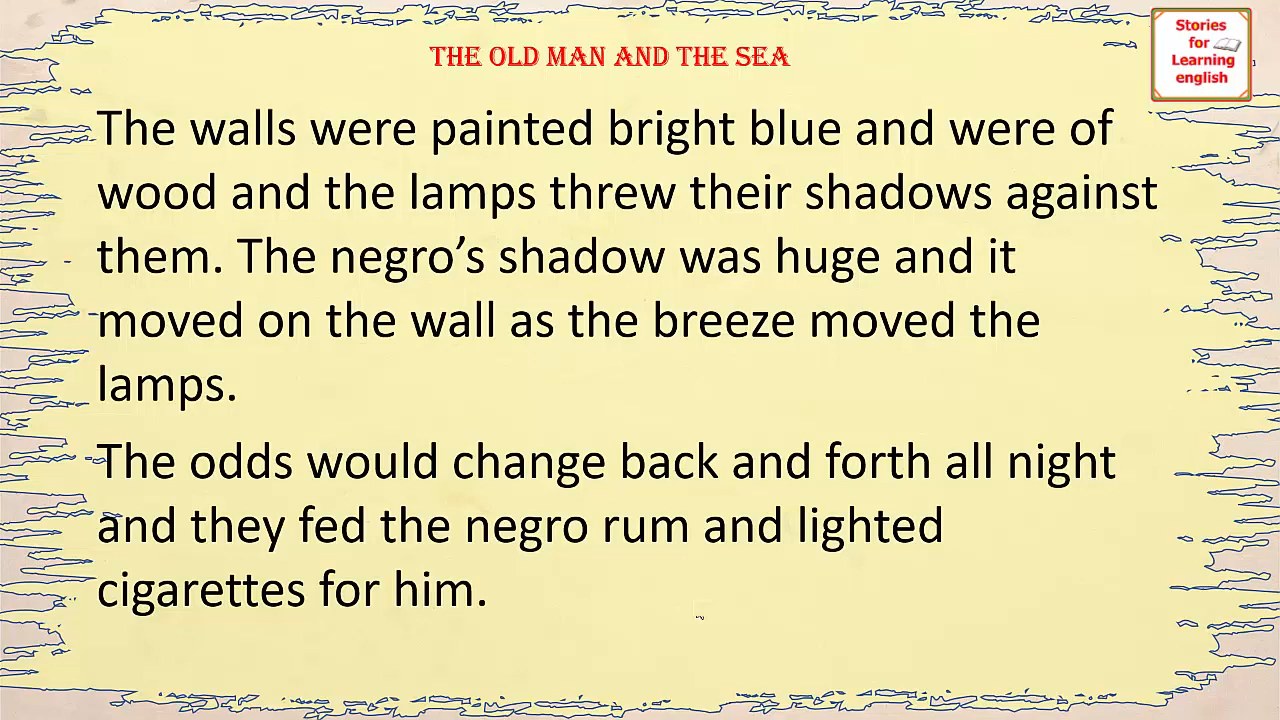 THE OLD MAN AND THE SEA
Stories
for
Learning
english
The walls were painted bright blue and were of
wood and the lamps threw their shadows against
them. The negro’s shadow was huge and it
moved on the wall as the breeze moved the
lamps.
The odds would change back and forth all night
and they fed the negro rum and lighted
cigarettes for him.